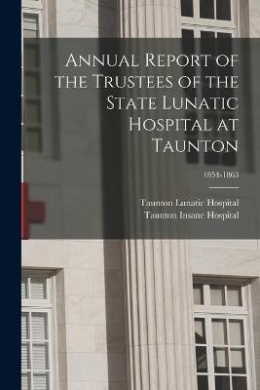 Annual Report of
the Trustees of the
State Lunatic
Hospital at
Taunton
1854-1863
Taunton Lunatic Hospital
Taunton Insane Hospital